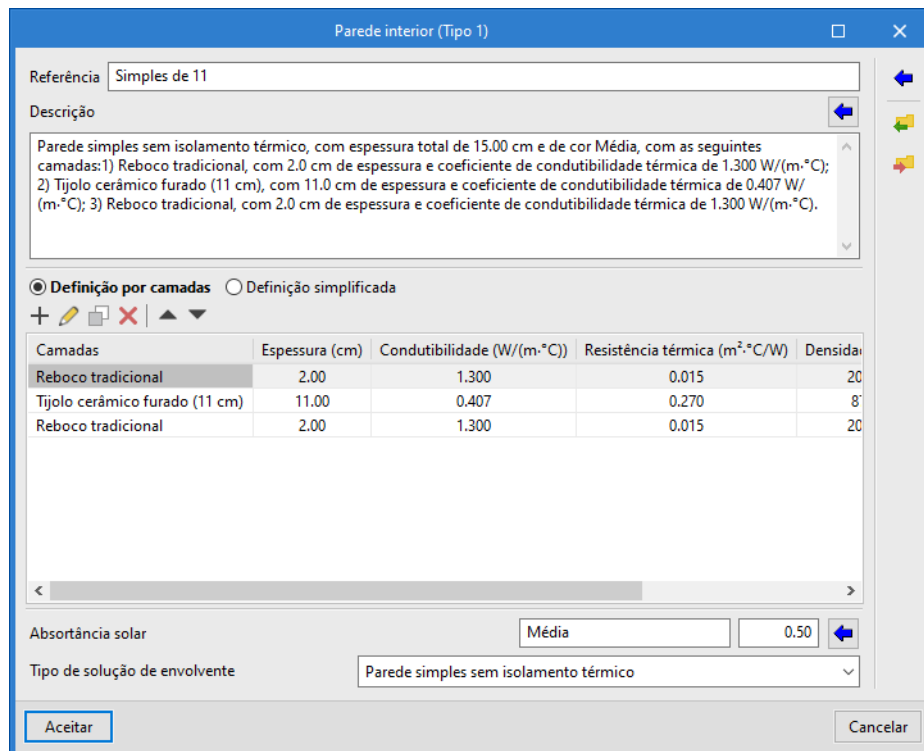 Parede interior (Tipo 1)
Referência Simples de 11
Descrição
Parede simples sem isolamento térmico, com espessura total de 15.00 cm e de cor Média, com as seguintes
camadas:1) Reboco tradicional, com 2.0 cm de espessura e coeficiente de condutibilidade térmica de 1.300 W/(m·°C);
2) Tijolo cerâmico furado (11 cm), com 11.0 cm de espessura e coeficiente de condutibilidade térmica de 0.407 W/
(m·°C); 3) Reboco tradicional, com 2.0 cm de espessura e coeficiente de condutibilidade térmica de 1.300 W/(m·°C).
Definição por camadas Definição simplificada
Camadas Espessura (cm) Condutibilidade (W/(m·°C)) Resistência térmica (m²·°C/W)
Reboco tradicional 2.00 1.300 0.015 20
Tijolo cerâmico furado (11 cm) 11.00 0.407 0.270
Reboco tradicional 2.00 1.300 0.015 20
Absortância solar Média 0.50
Tipo de solução de envolvente Parede simples sem isolamento térmico
Aceitar Cancelar